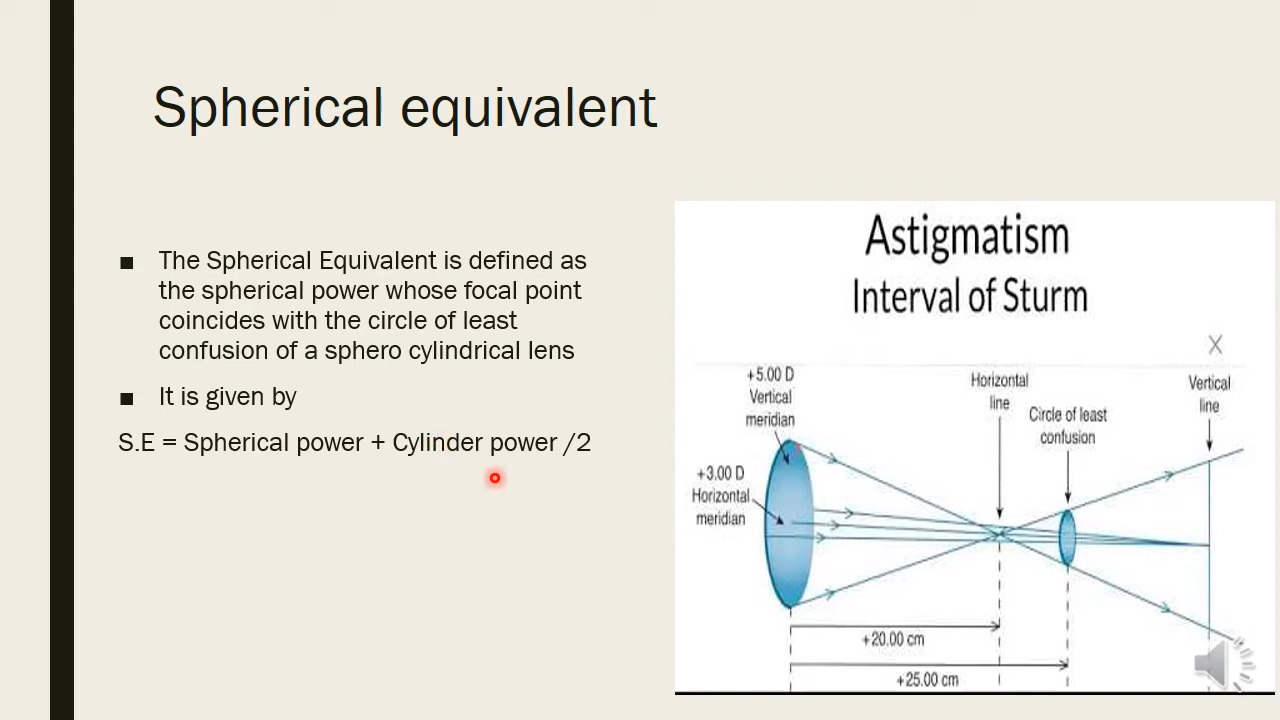 Spherical equivalent
■ The Spherical Equivalent is defined as
the spherical power whose focal point
coincides with the circle of least
confusion of a sphero cylindrical lens
■ It is given by
S.E = Spherical power + Cylinder power /2
Astigmatism
Interval of Sturm
X
+5.00 D
Vertical
meridian
+3.00 D
Horizontal
meridian
Horizontal
line
Circle of least
confusion
Vertical
line
+20.00 cm
+25.00 cm